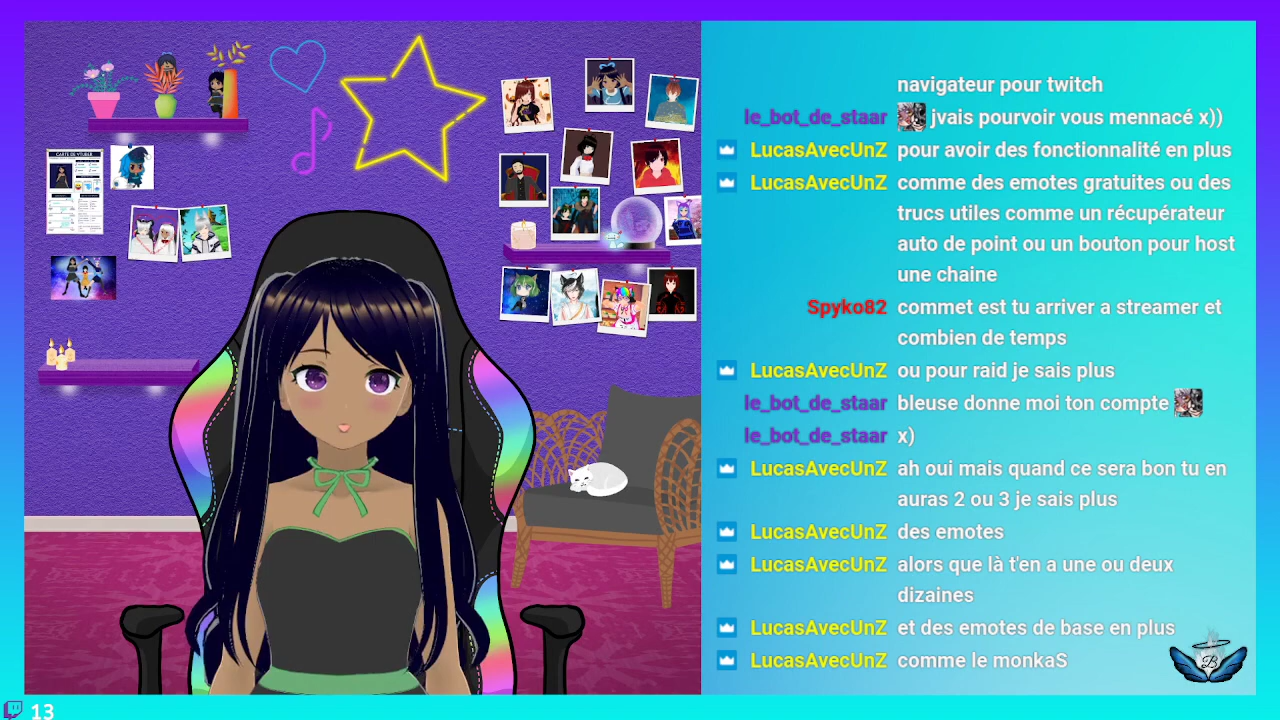 navigateur pour twitch
le_bot_de_staar jvais pourvoir vous mennacé x))
LucasAvecUnZ pour avoir des fonctionnalité en plus
LucasAvecUnZ comme des emotes gratuites ou des
trucs utiles comme un récupérateur
auto de point ou un bouton pour host
une chaine
Spyko82 commet est tu arriver a streamer et
combien de temps
LucasAvecUnZ ou pour raid je sais plus
le_bot_de_staar bleuse donne moi ton compte
le_bot_de_staar x)
LucasAvecUnZ ah oui mais quand ce sera bon tu en
auras 2 ou 3 je sais plus
LucasAvecUnZ des emotes
LucasAvecUnZ alors que là t'en a une ou deux
dizaines
LucasAvecUnZ et des emotes de base en plus
LucasAvecUnZ comme le monkaS
B
CARTE DE VTUBER
13